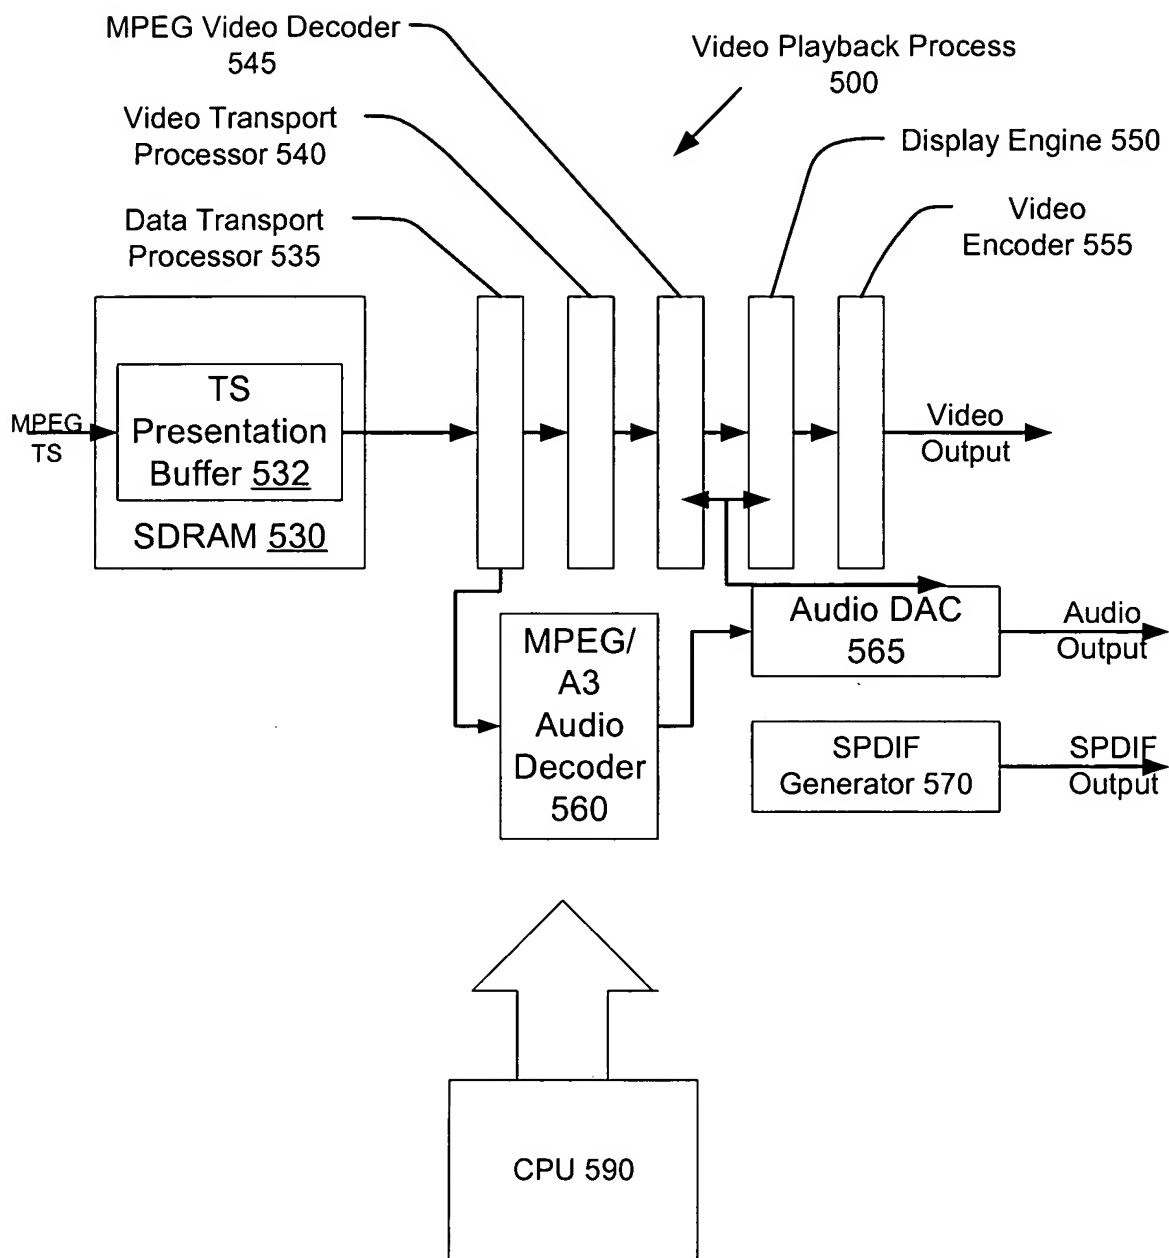 MPEG Video Decoder
545
Video Playback Process
500
Video Transport
Processor 540
Display Engine 550
Data Transport
Processor 535
Video
Encoder 555
MPEG
TS
TS
Presentation
Buffer 532
SDRAM 530
Video
Output
MPEG/
A3
Audio
Decoder
560
Audio DAC
565
Audio
Output
SPDIF
Generator 570
SPDIF
Output
CPU 590